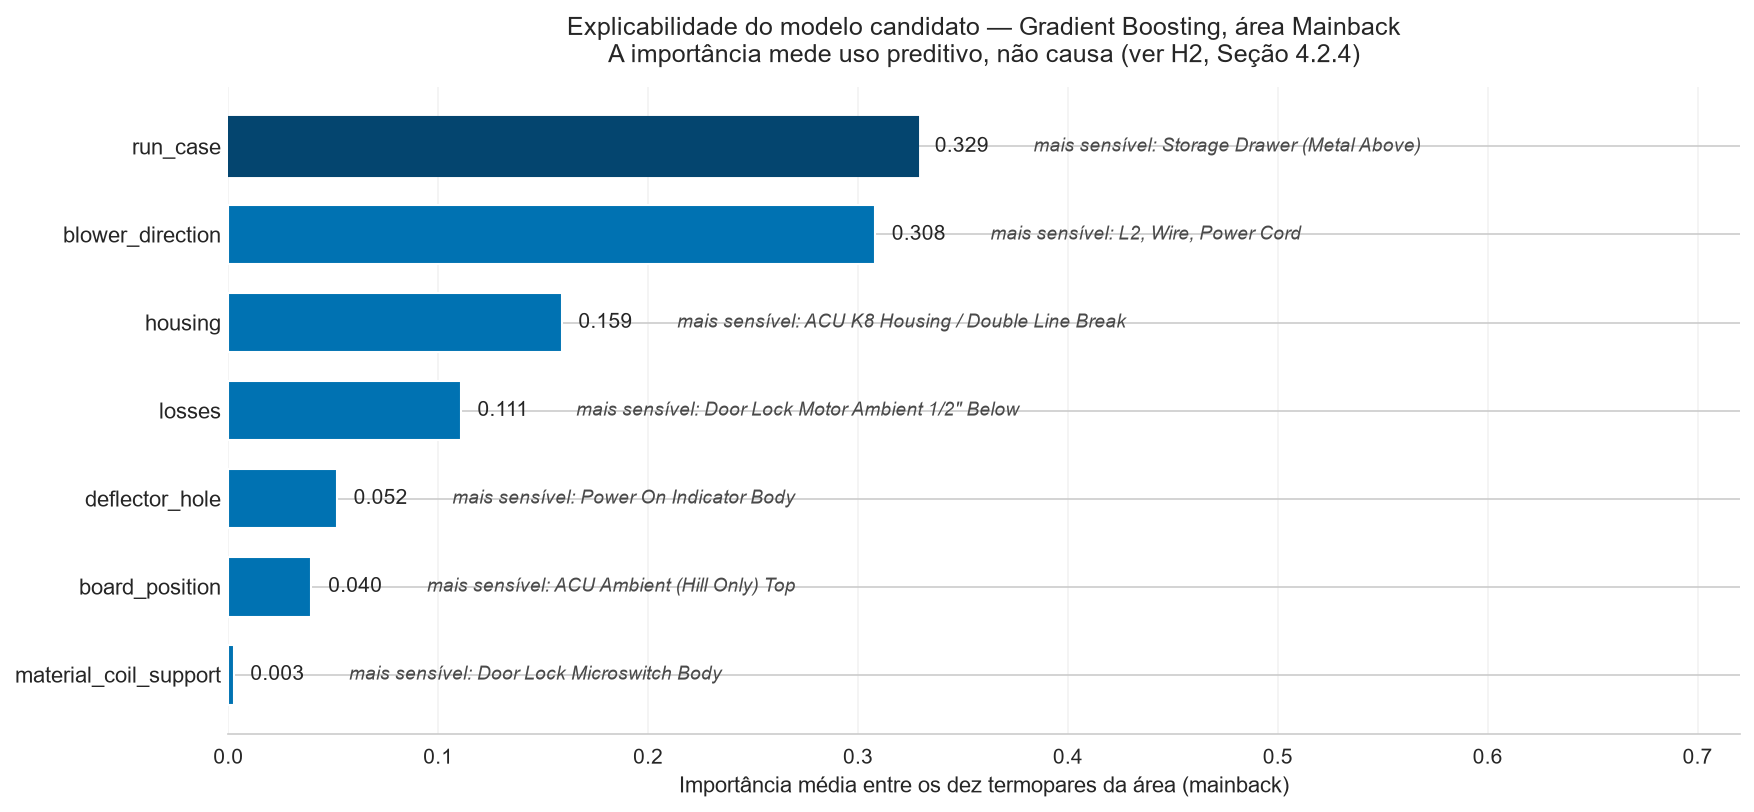 Explicabilidade do modelo candidato — Gradient Boosting, área Mainback
A importância mede uso preditivo, não causa (ver H2, Seção 4.2.4)
run_case 0.329 mais sensível: Storage Drawer (Metal Above)
blower_direction 0.308 mais sensível: L2, Wire, Power Cord
housing 0.159 mais sensível: ACU K8 Housing / Double Line Break
losses 0.111 mais sensível: Door Lock Motor Ambient 1/2" Below
deflector_hole 0.052 mais sensível: Power On Indicator Body
board_position 0.040 mais sensível: ACU Ambient (Hill Only) Top
material_coil_support 0.003 mais sensível: Door Lock Microswitch Body
0.0 0.1 0.2 0.3 0.4 0.5 0.6 0.7
Importância média entre os dez termopares da área (mainback)